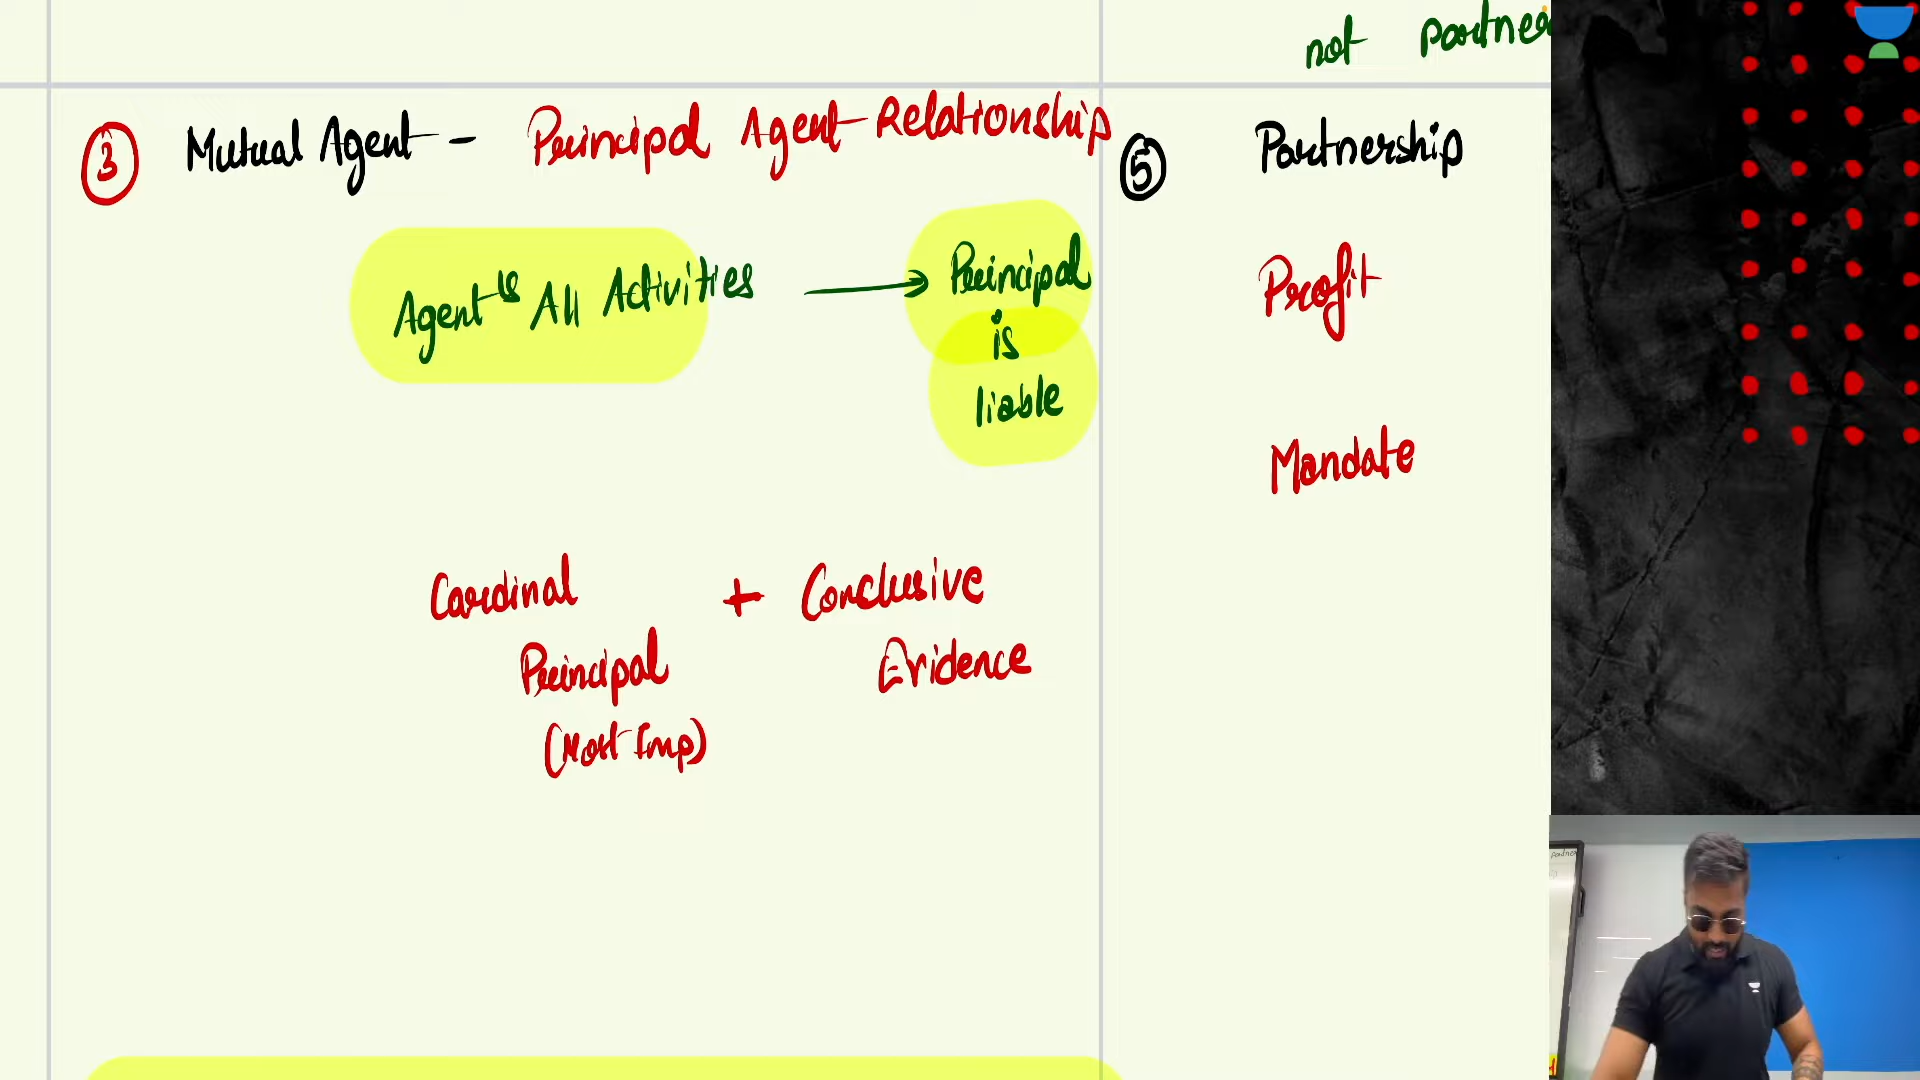 not partner
③ Mutual Agent - Principal Agent Relationship
Agent's All Activities → Principal
is
liable
Cardinal + Conclusive
Principal Evidence
(Most Imp)
⑤ Partnership
Profit
Mandate